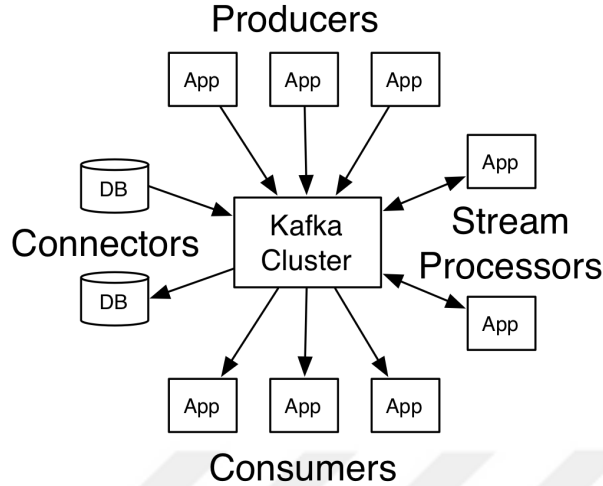 Producers
App
App
App
DB
App
Kafka
Cluster
Connectors
Stream
Processors
DB
App
App
App
App
Consumers